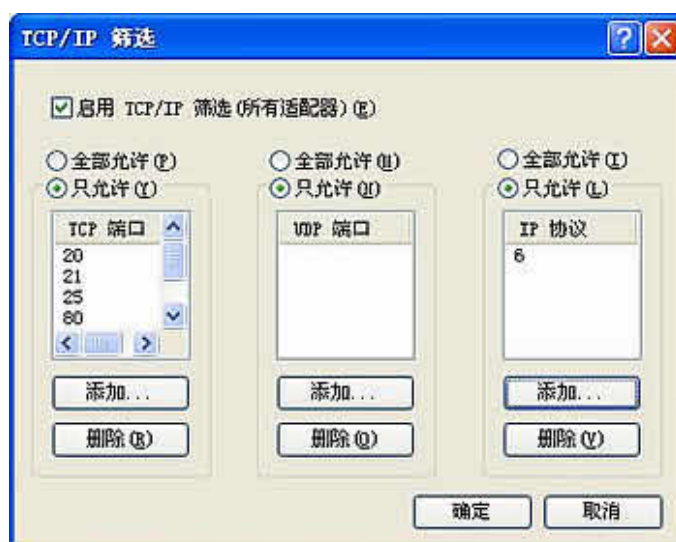 TCP/IP 筛选
启用 TCP/IP 筛选(所有适配器)(E)
全部允许(P)
只允许(Y)
TCP 端口
20
21
25
80
添加...
删除(R)
全部允许(U)
只允许(N)
UDP 端口
添加...
删除(O)
全部允许(I)
只允许(L)
IP 协议
6
添加...
删除(V)
确定
取消